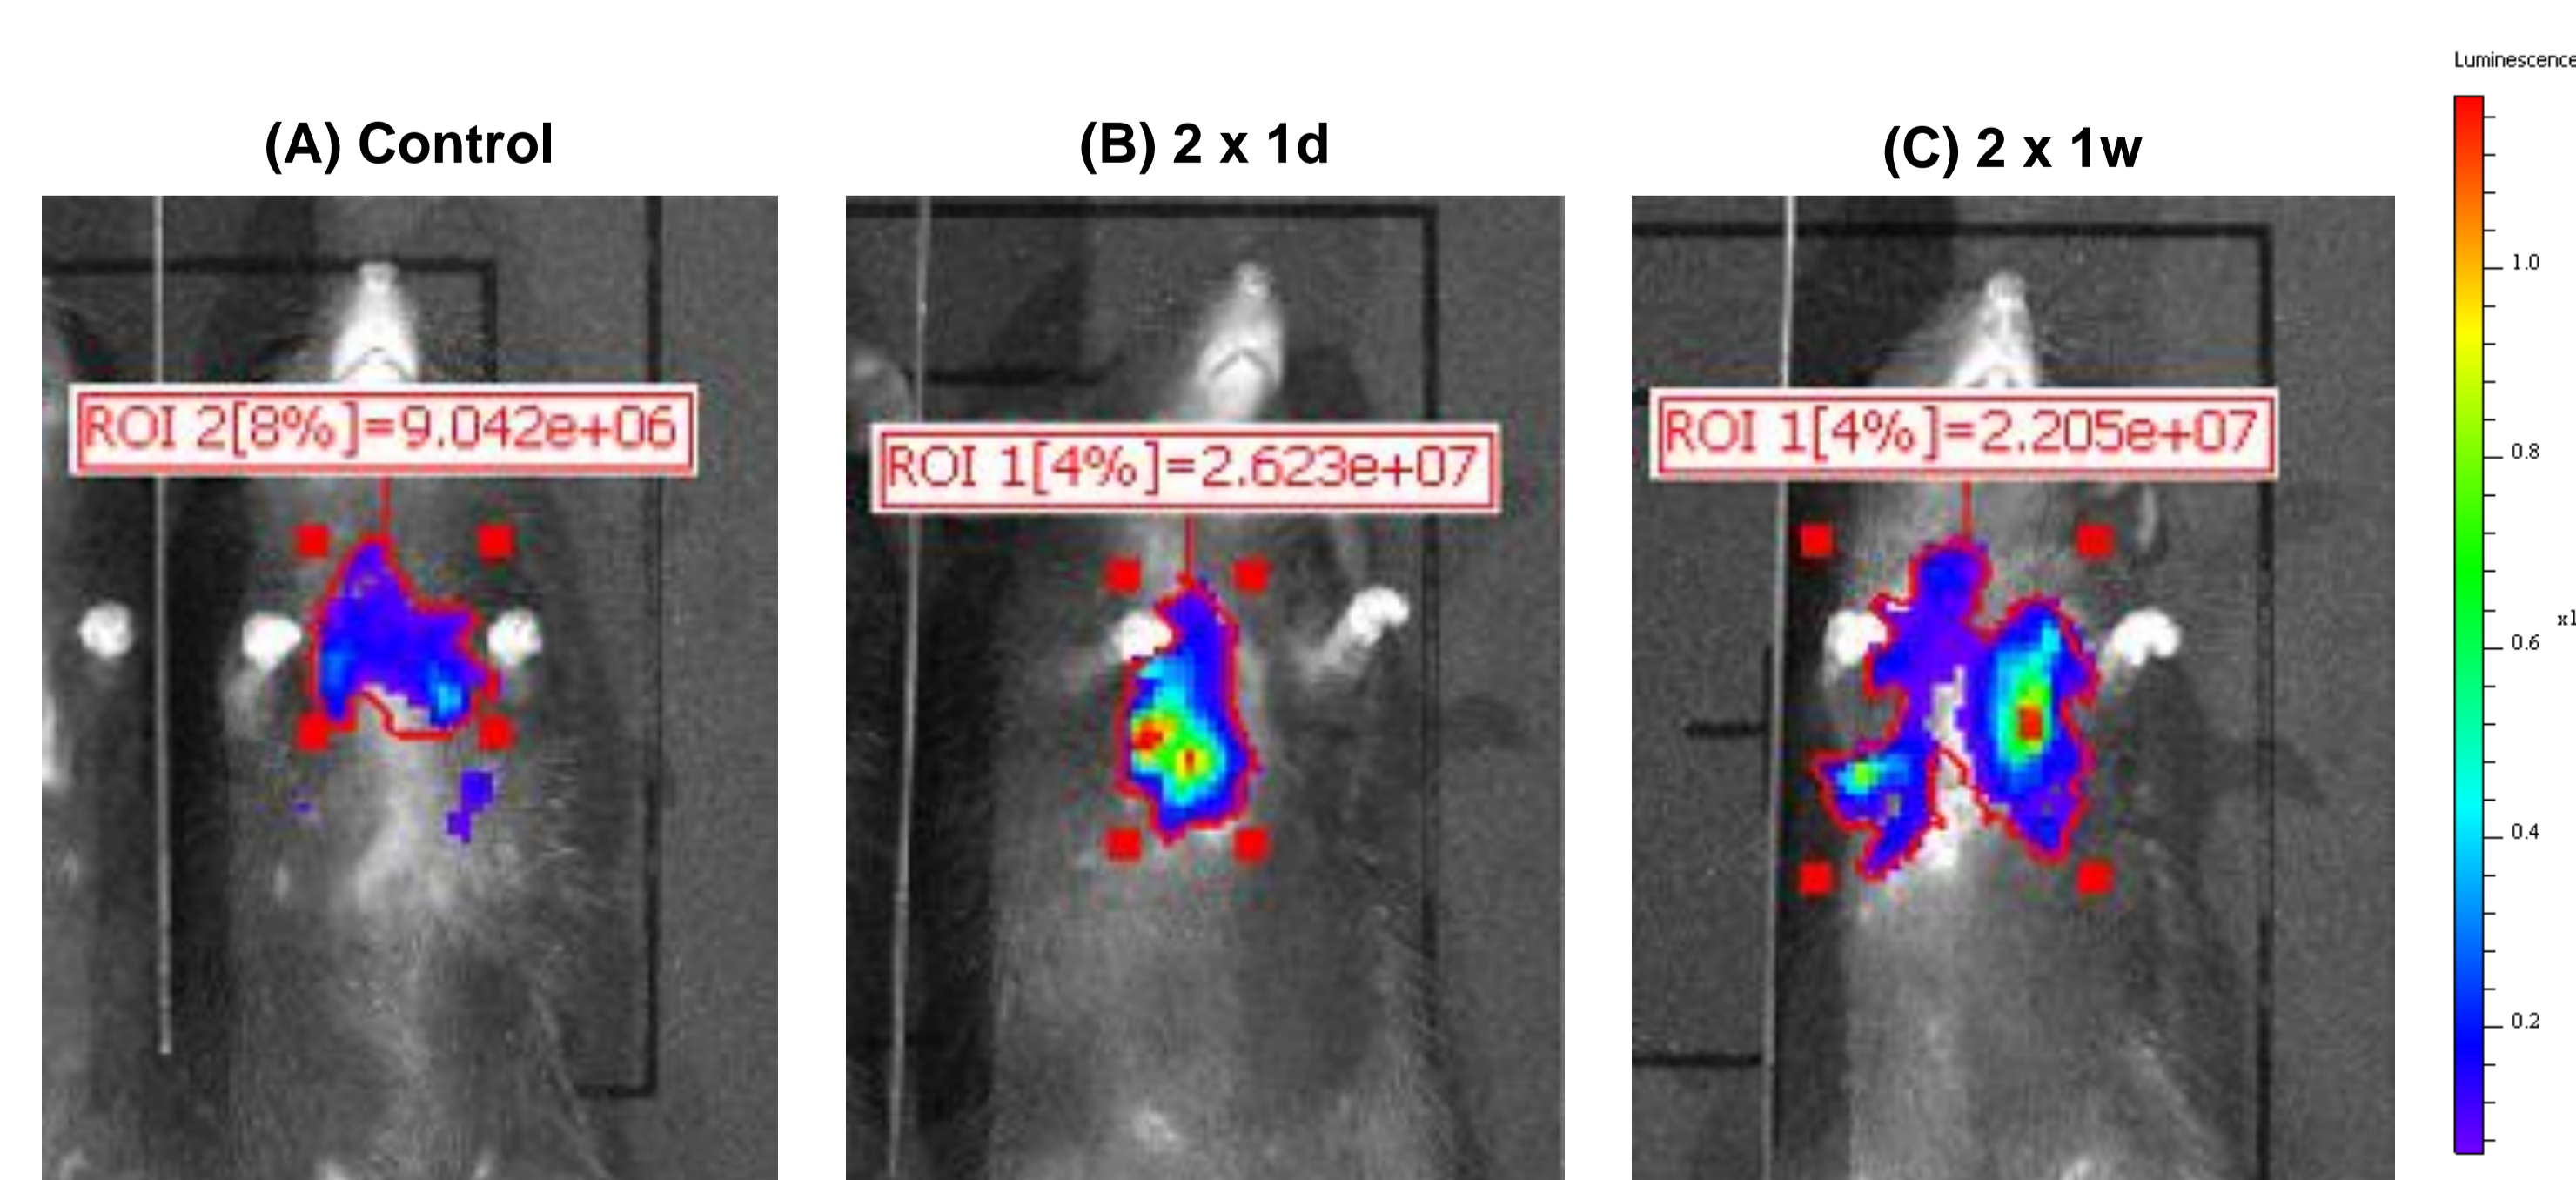 Luminescence
(A) Control
(B) 2 x 1d
(C) 2 x 1w
ROI 2[8%]=9.042e+06
ROI 1[4%]=2.623e+07
ROI 1[4%]=2.205e+07
1.0
0.8
x1
0.6
0.4
0.2